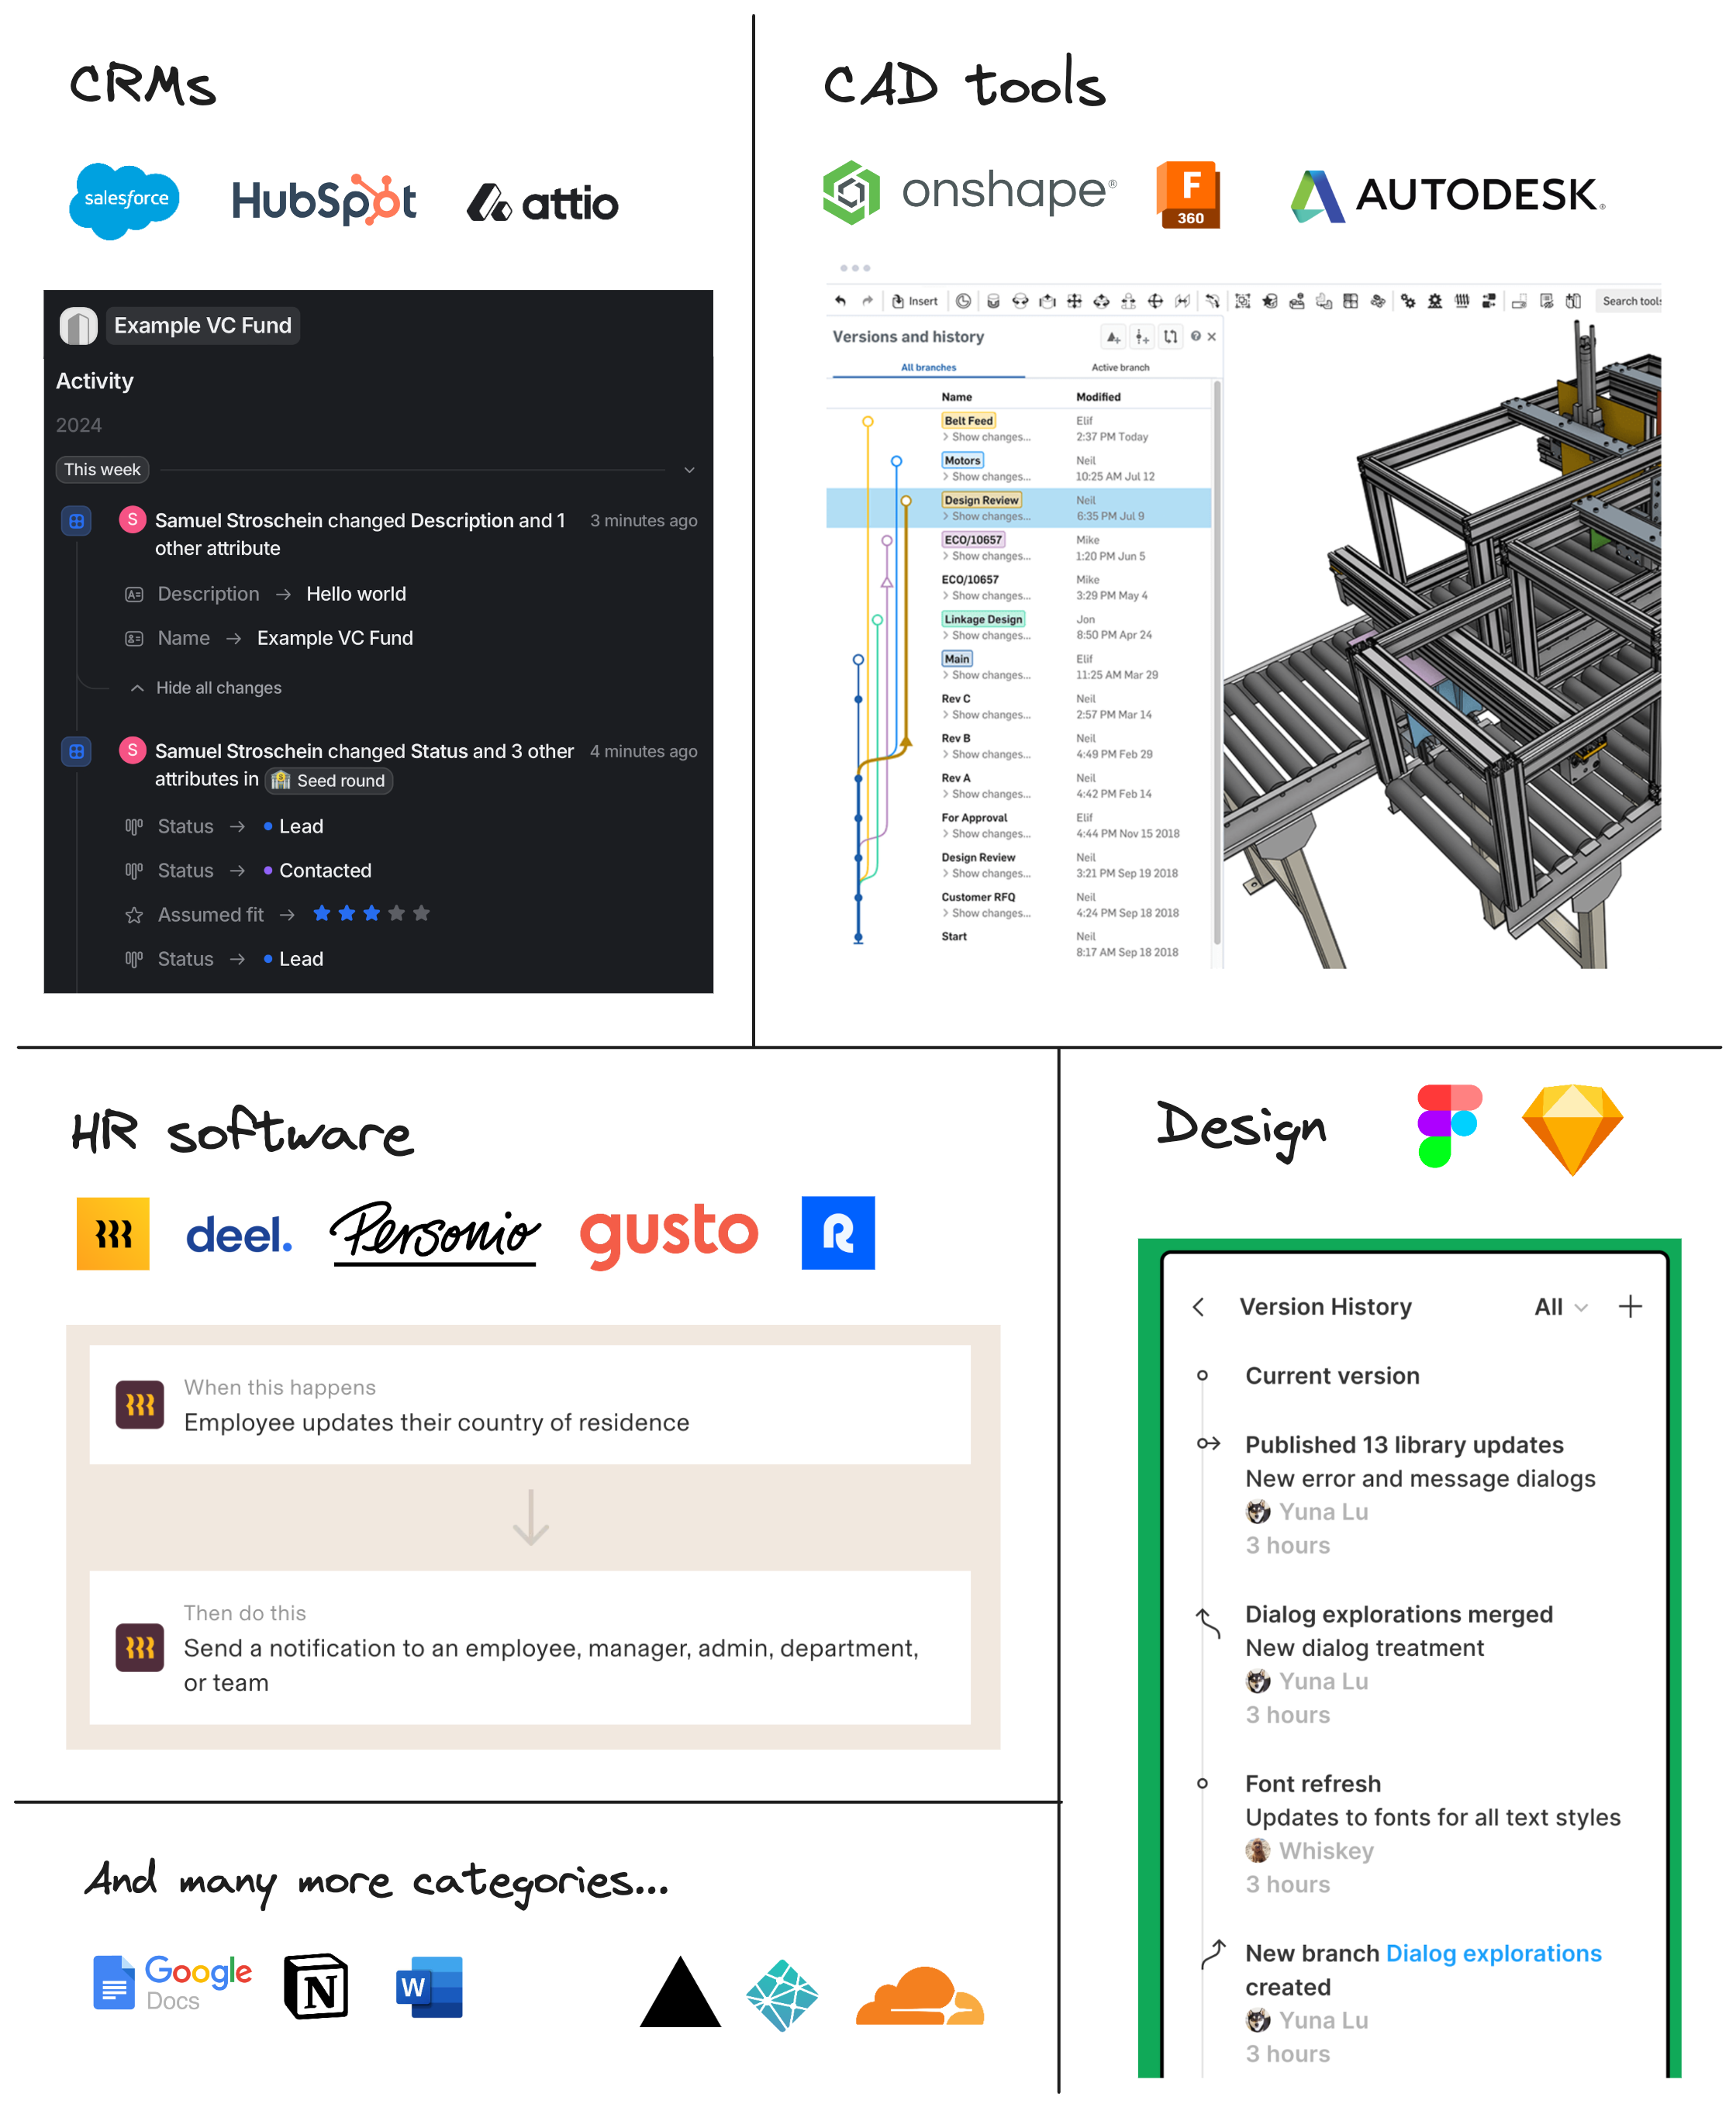 CRMs
salesforce
HubSpot
attio
Example VC Fund
Activity
2024
This week
S
Samuel Stroschein changed Description and 1
other attribute
3 minutes ago
Description → Hello world
Name → Example VC Fund
Hide all changes
S
Samuel Stroschein changed Status and 3 other
attributes in Seed round
4 minutes ago
Status → Lead
Status → Contacted
Assumed fit →
Status → Lead
CAD tools
onshape®
F
360
AUTODESK®
Insert
Search tools
Versions and history
All branches
Active branch
Name Modified
Belt Feed Elif
> Show changes... 2:37 PM Today
Motors Neil
> Show changes... 10:25 AM Jul 12
Design Review Neil
> Show changes... 6:35 PM Jul 9
ECO/10657 Mike
> Show changes... 1:20 PM Jun 5
ECO/10657 Mike
> Show changes... 3:29 PM May 4
Linkage Design Jon
> Show changes... 8:50 PM Apr 24
Main Elif
> Show changes... 11:25 AM Mar 29
Rev C Neil
> Show changes... 2:57 PM Mar 14
Rev B Neil
> Show changes... 4:49 PM Feb 29
Rev A Neil
> Show changes... 4:42 PM Feb 14
For Approval Elif
> Show changes... 4:44 PM Nov 15 2018
Design Review Neil
> Show changes... 3:21 PM Sep 19 2018
Customer RFQ Neil
> Show changes... 4:24 PM Sep 18 2018
Start Neil
8:17 AM Sep 18 2018
HR software
deel.
Personio
gusto
R
When this happens
Employee updates their country of residence
Then do this
Send a notification to an employee, manager, admin, department,
or team
Design
Version History
All
Current version
Published 13 library updates
New error and message dialogs
Yuna Lu
3 hours
Dialog explorations merged
New dialog treatment
Yuna Lu
3 hours
Font refresh
Updates to fonts for all text styles
Whiskey
3 hours
New branch Dialog explorations
created
Yuna Lu
3 hours
And many more categories...
Google
Docs
N
W